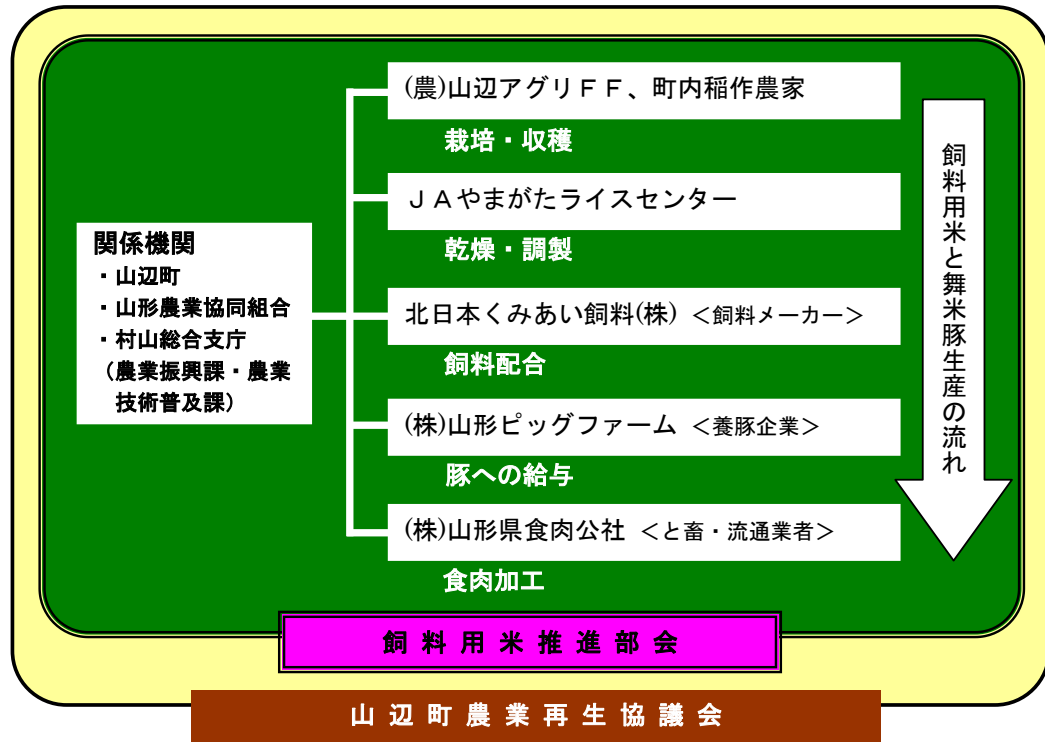 (農)山辺アグリFF、町内稲作農家
栽培・収穫
JAやまがたライスセンター
乾燥・調製
関係機関
・山辺町
・山形農業協同組合
・村山総合支庁
（農業振興課・農業
技術普及課）
北日本くみあい飼料(株) <飼料メーカー>
飼料配合
(株)山形ピッグファーム <養豚企業>
豚への給与
(株)山形県食肉公社 <と畜・流通業者>
食肉加工
飼料用米と舞米豚生産の流れ
飼料用米推進部会
山辺町農業再生協議会